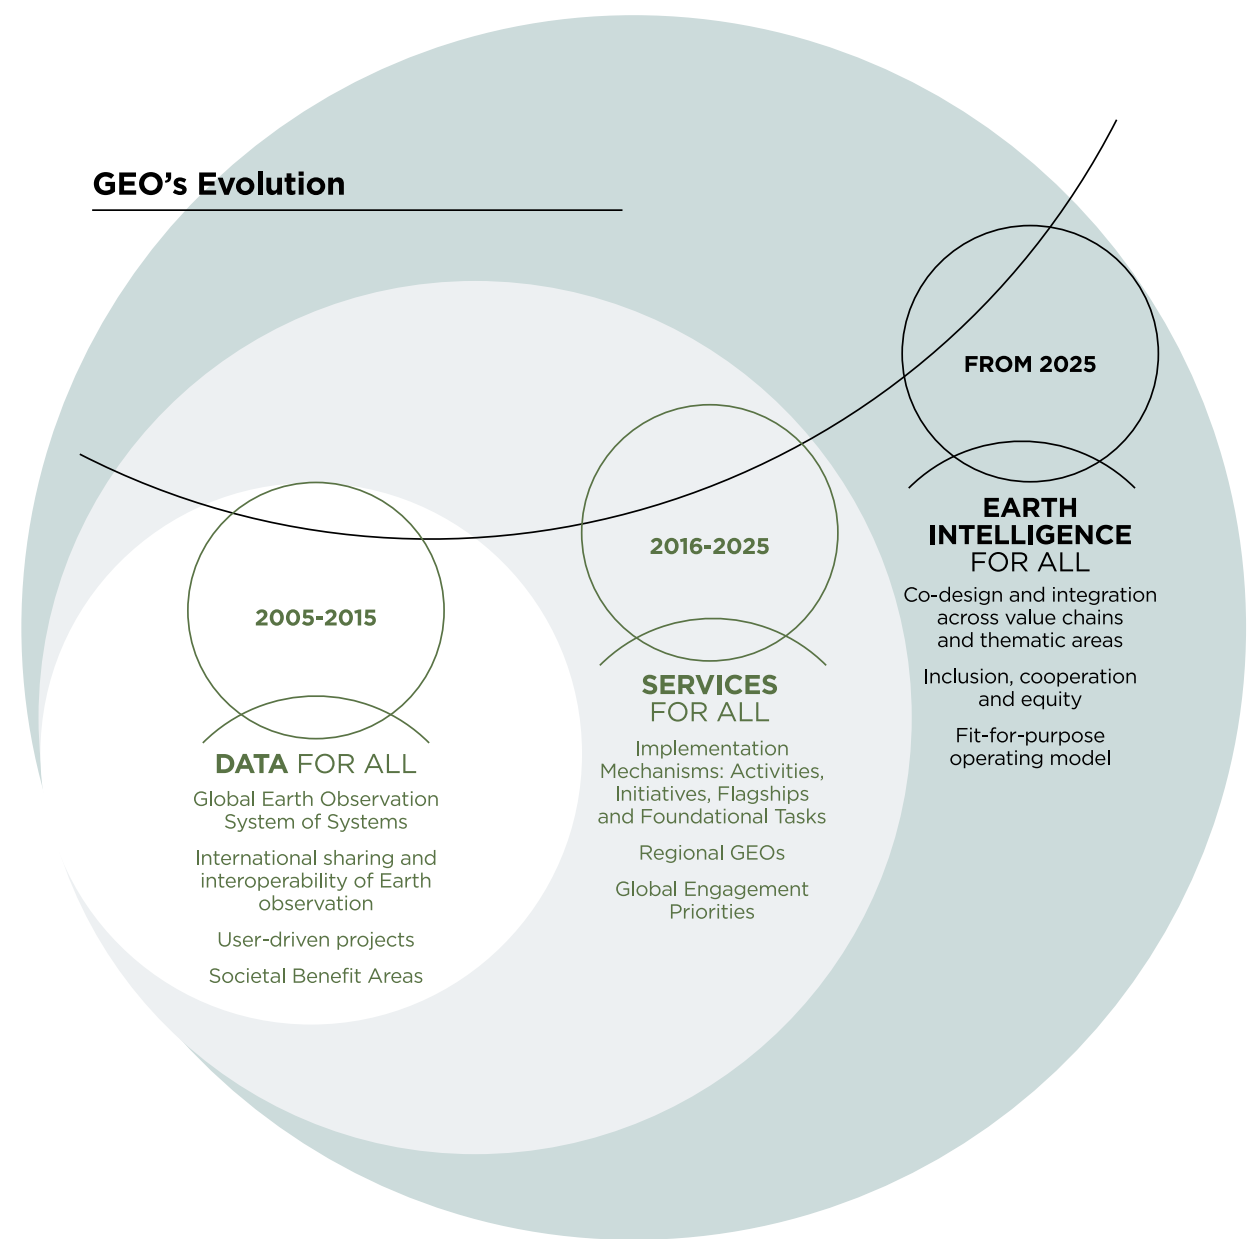 GEO’s Evolution
2005-2015
DATA FOR ALL
Global Earth Observation
System of Systems
International sharing and
interoperability of Earth
observation
User-driven projects
Societal Benefit Areas
2016-2025
SERVICES
FOR ALL
Implementation
Mechanisms: Activities,
Initiatives, Flagships
and Foundational Tasks
Regional GEOs
Global Engagement
Priorities
FROM 2025
EARTH
INTELLIGENCE
FOR ALL
Co-design and integration
across value chains
and thematic areas
Inclusion, cooperation
and equity
Fit-for-purpose
operating model